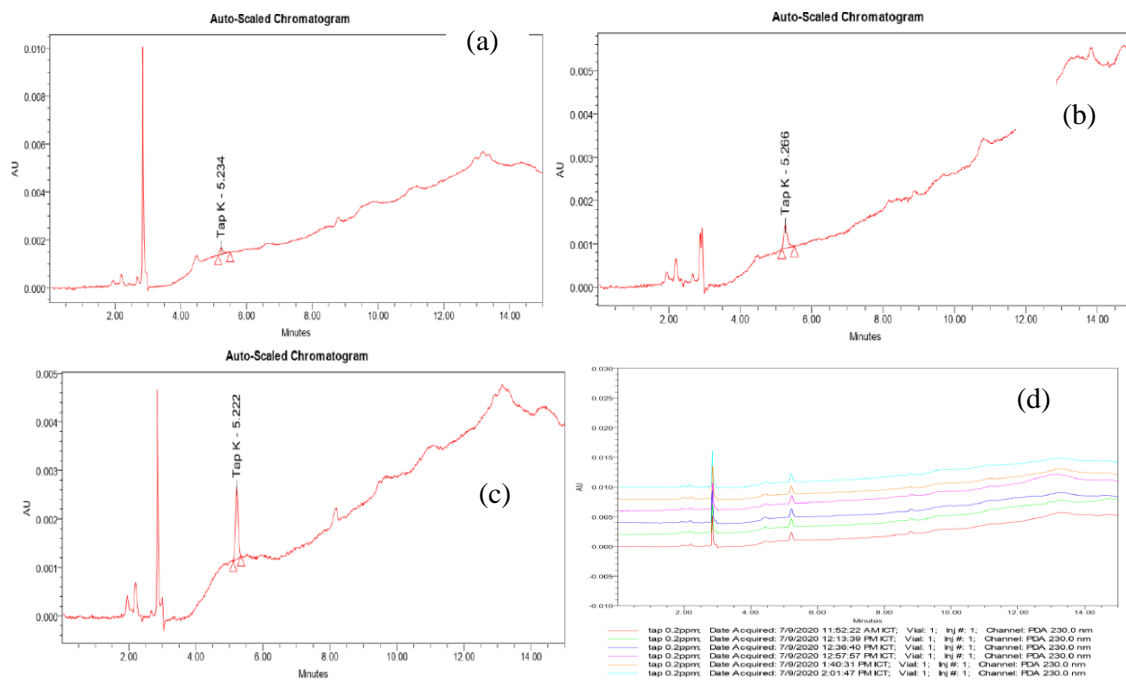 Auto-Scaled Chromatogram
(a)
0.010
0.008
0.006
0.004
0.002
0.000
AU
Tap K - 5.234
2.00 4.00 6.00 8.00 10.00 12.00 14.00
Minutes
Auto-Scaled Chromatogram
(b)
0.005
0.004
0.003
0.002
0.001
0.000
AU
Tap K - 5.266
2.00 4.00 6.00 8.00 10.00 12.00 14.00
Minutes
Auto-Scaled Chromatogram
(c)
0.005
0.004
0.003
0.002
0.001
0.000
AU
Tap K - 5.222
2.00 4.00 6.00 8.00 10.00 12.00 14.00
Minutes
(d)
0.030
0.025
0.020
0.015
0.010
0.005
0.000
-0.005
-0.010
AU
2.00 4.00 6.00 8.00 10.00 12.00 14.00
Minutes
tap 0.2ppm; Date Acquired: 7/9/2020 11:52:22 AM ICT; Vial: 1; Inj #: 1; Channel: PDA 230.0 nm
tap 0.2ppm; Date Acquired: 7/9/2020 12:13:39 PM ICT; Vial: 1; Inj #: 1; Channel: PDA 230.0 nm
tap 0.2ppm; Date Acquired: 7/9/2020 12:36:40 PM ICT; Vial: 1; Inj #: 1; Channel: PDA 230.0 nm
tap 0.2ppm; Date Acquired: 7/9/2020 12:57:57 PM ICT; Vial: 1; Inj #: 1; Channel: PDA 230.0 nm
tap 0.2ppm; Date Acquired: 7/9/2020 1:40:31 PM ICT; Vial: 1; Inj #: 1; Channel: PDA 230.0 nm
tap 0.2ppm; Date Acquired: 7/9/2020 2:01:47 PM ICT; Vial: 1; Inj #: 1; Channel: PDA 230.0 nm